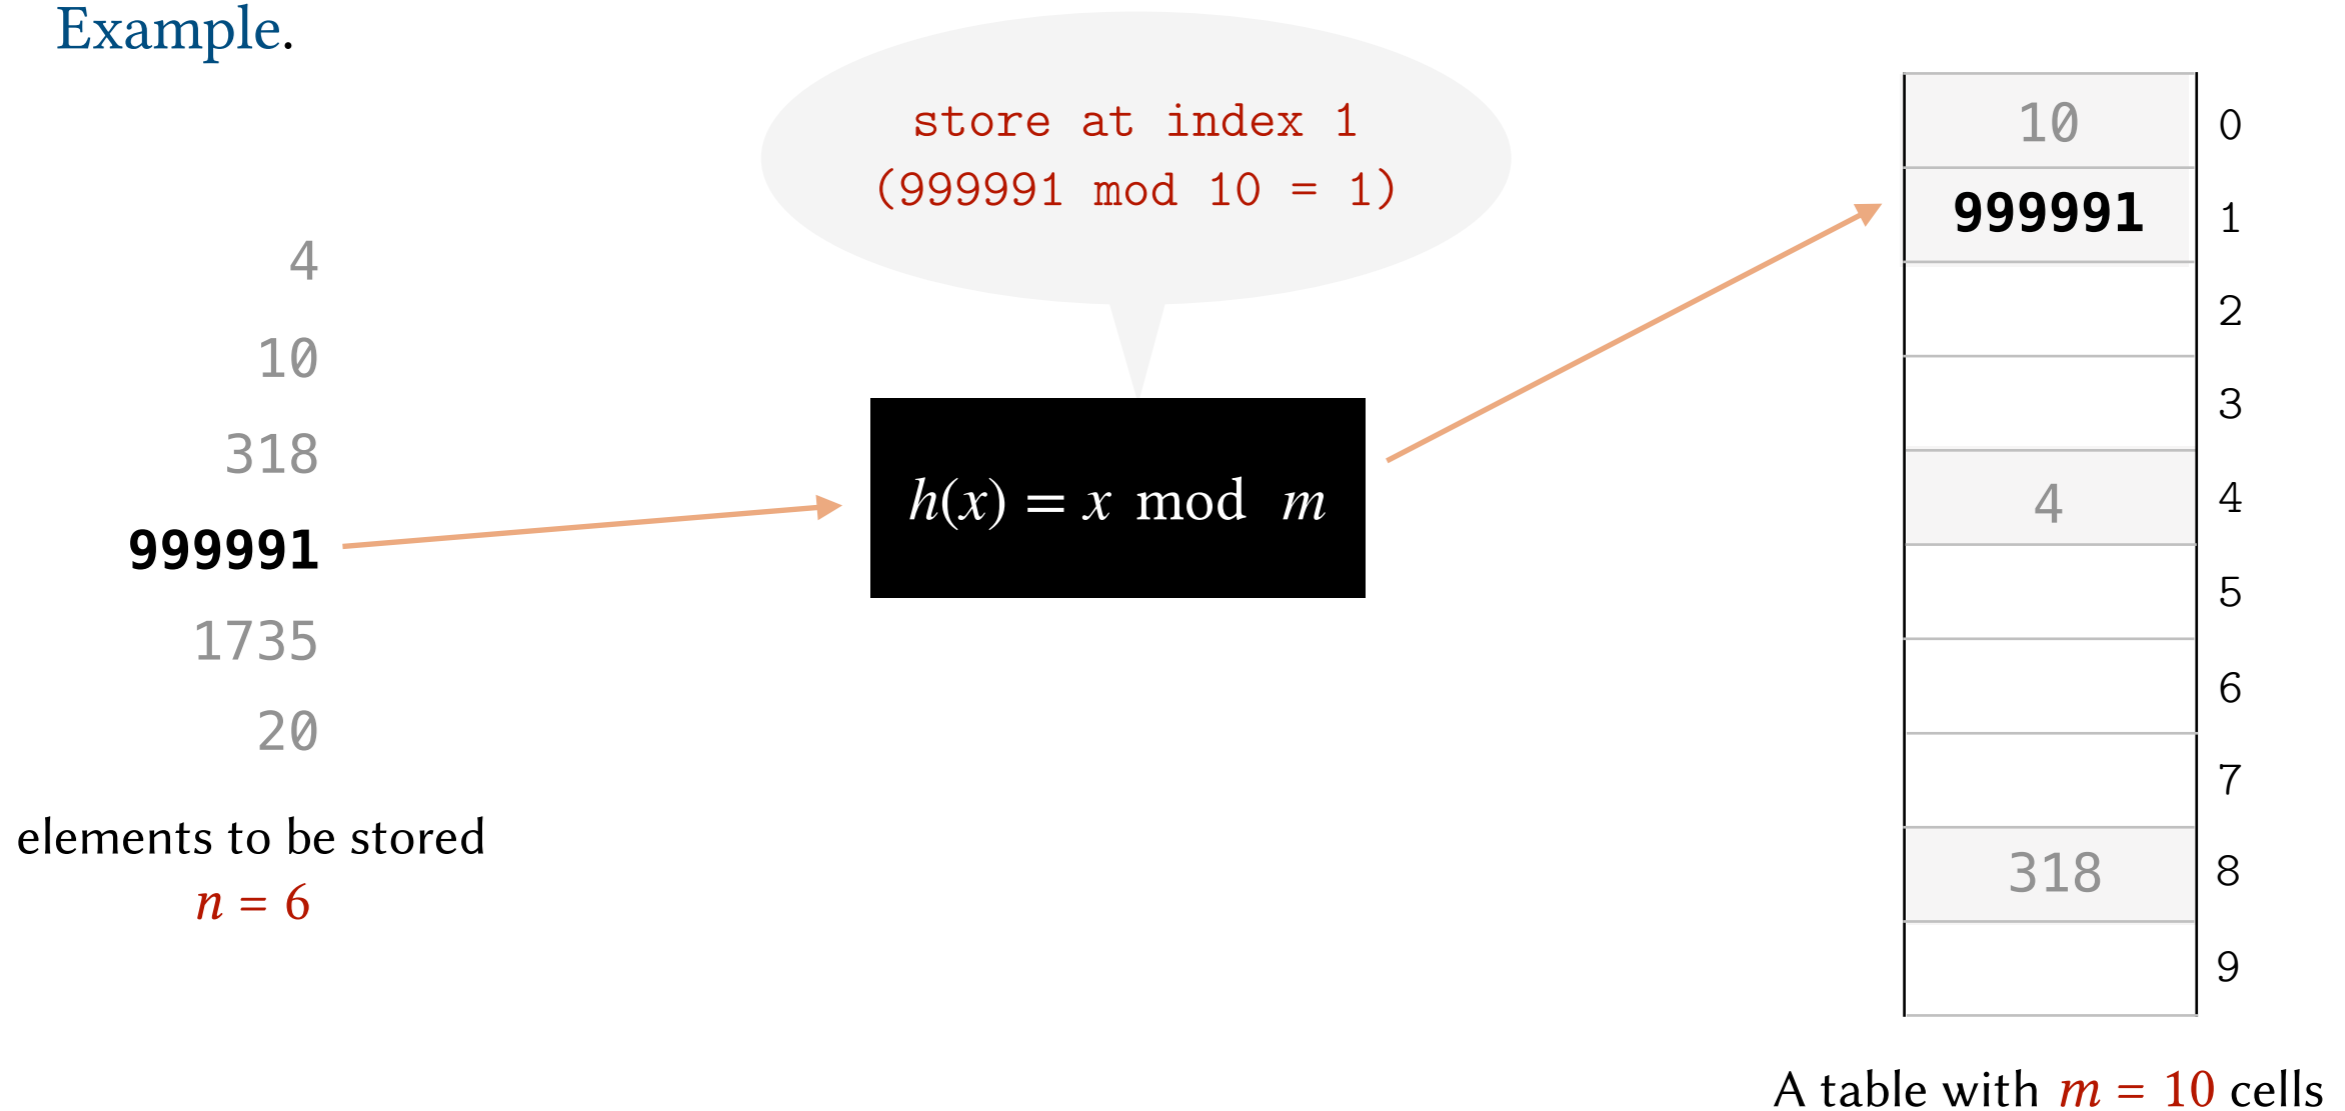 Example.
store at index 1
(999991 mod 10 = 1)
4
10
318
999991
1735
20
elements to be stored
n = 6
h(x) = x mod m
10 0
999991 1
2
3
4 4
5
6
7
318 8
9
A table with m = 10 cells